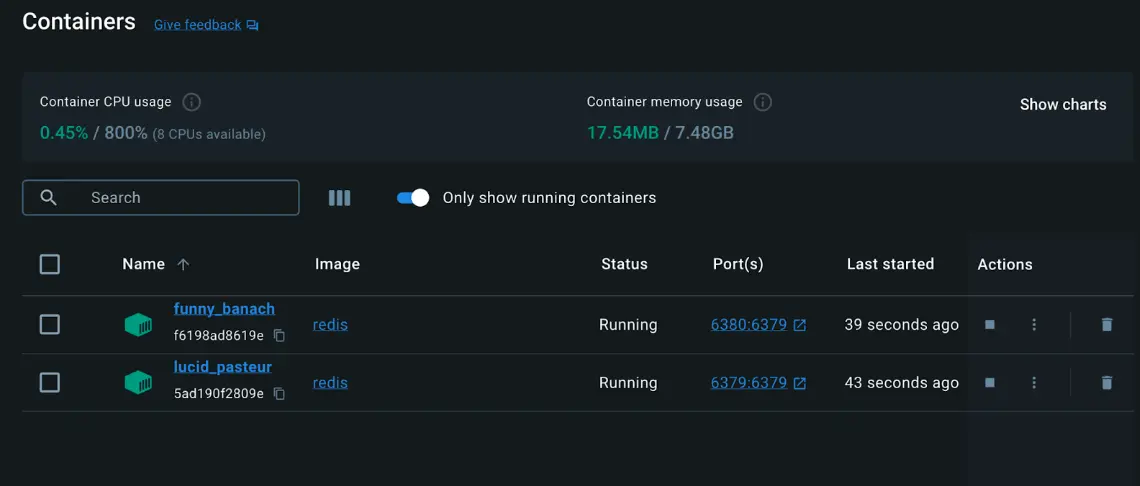 Containers Give feedback
Container CPU usage Container memory usage
Show charts
0.45% / 800% (8 CPUs available) 17.54MB / 7.48GB
Search Only show running containers
Name Image Status Port(s) Last started Actions
funny_banach
f6198ad8619e redis Running 6380:6379 39 seconds ago
lucid_pasteur
5ad190f2809e redis Running 6379:6379 43 seconds ago